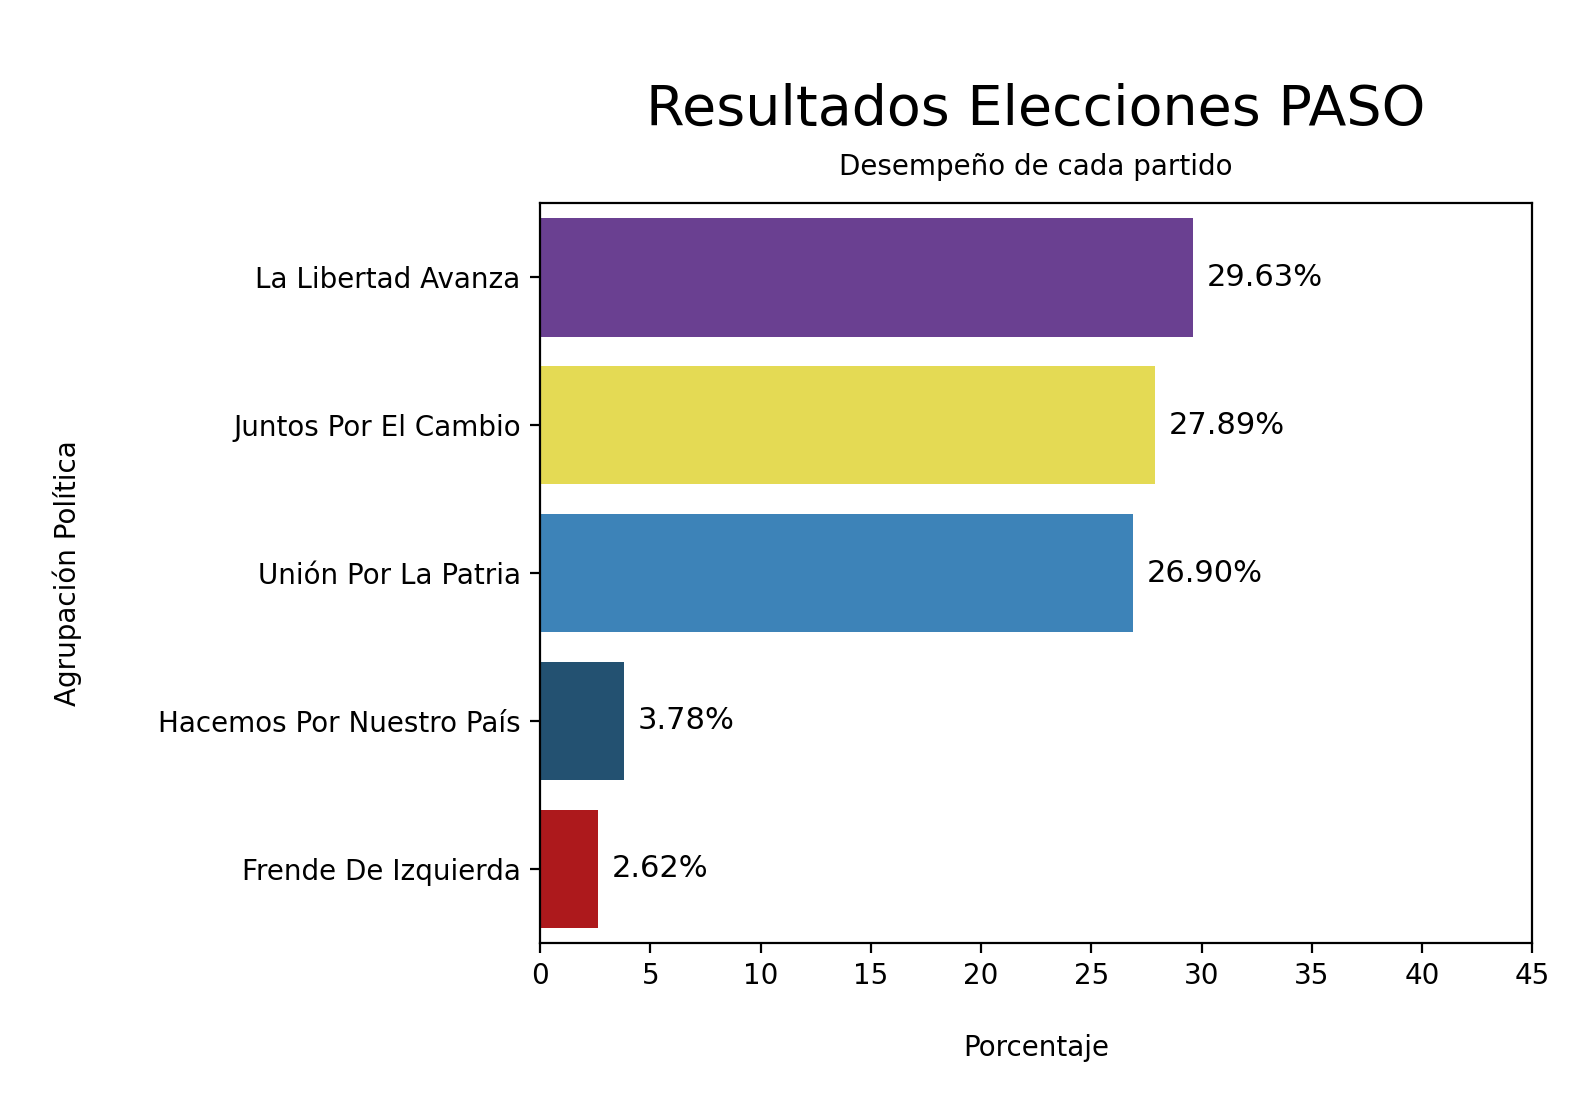 Resultados Elecciones PASO
Desempeño de cada partido
Agrupación Política
La Libertad Avanza 29.63%
Juntos Por El Cambio 27.89%
Unión Por La Patria 26.90%
Hacemos Por Nuestro País 3.78%
Frende De Izquierda 2.62%
0 5 10 15 20 25 30 35 40 45
Porcentaje